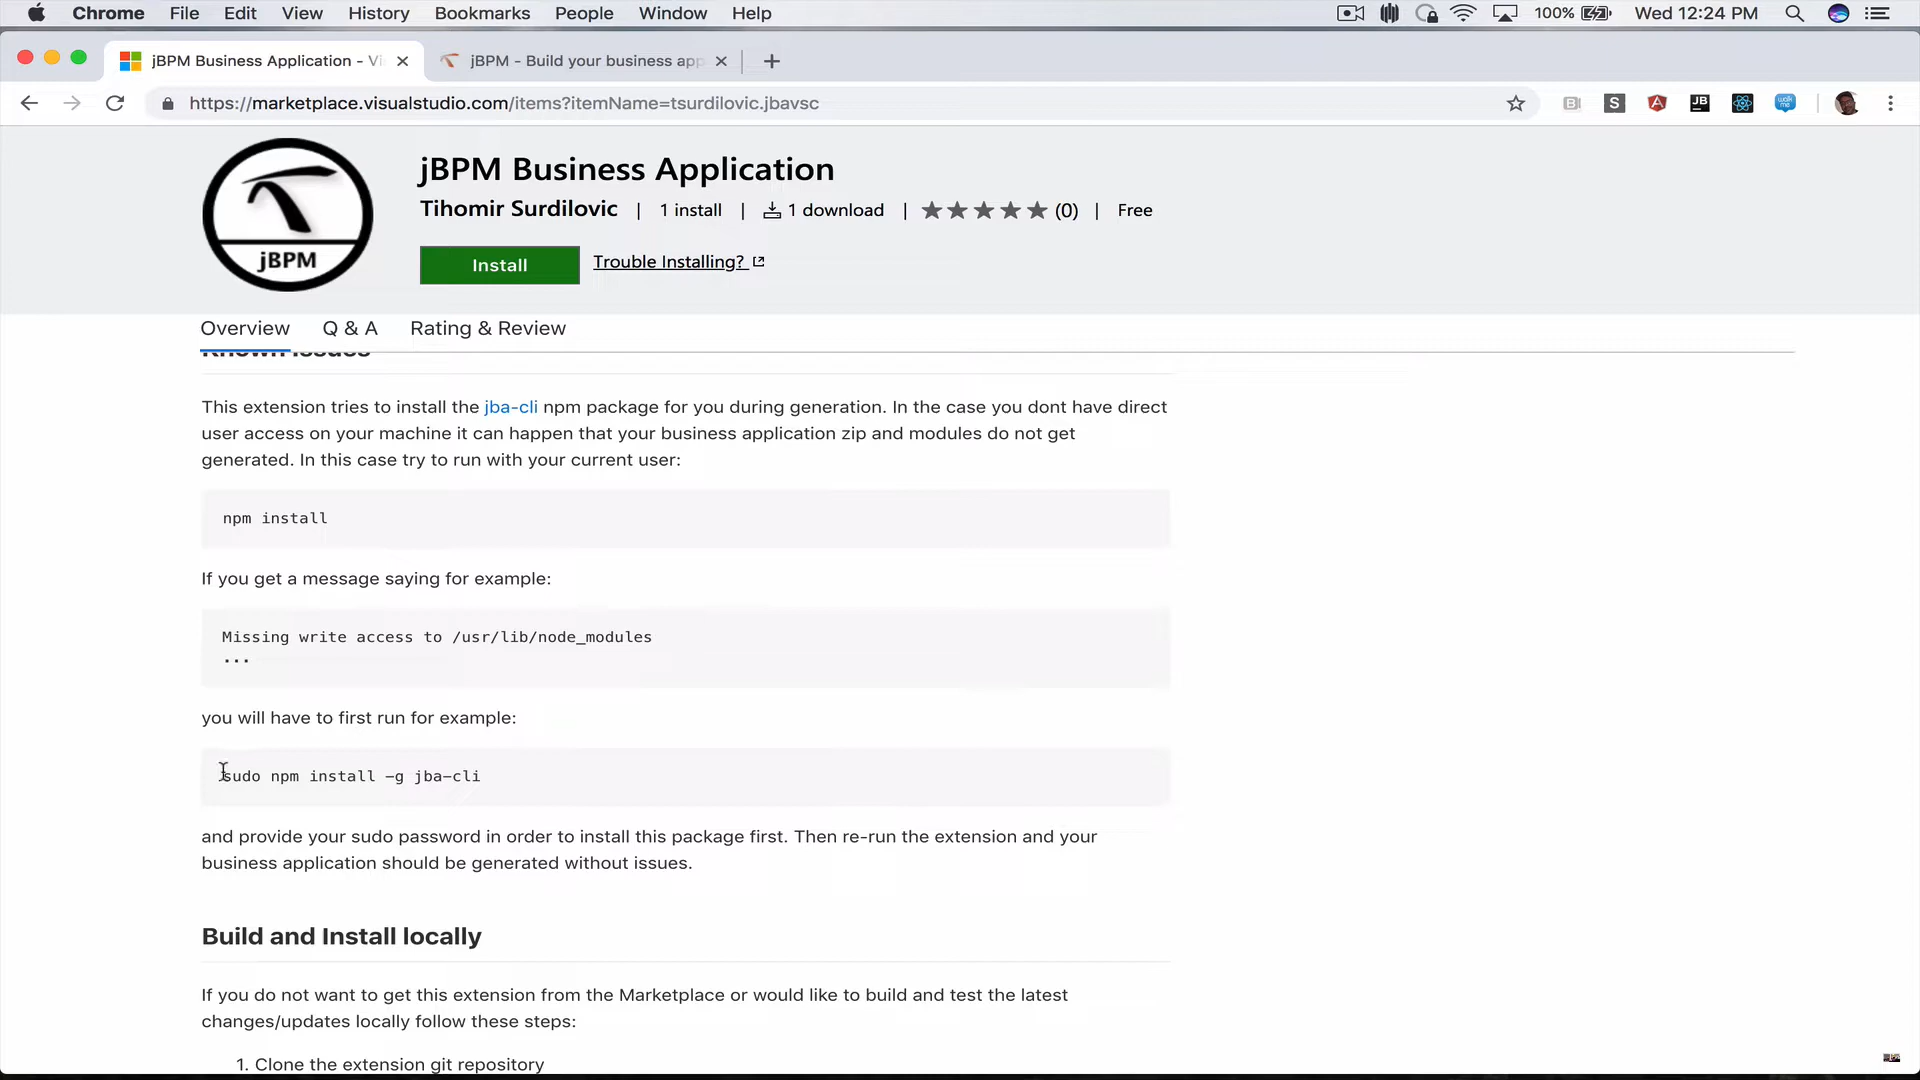 Chrome File Edit View History Bookmarks People Window Help 100% Wed 12:24 PM
jBPM Business Application - Vi jBPM - Build your business app
https://marketplace.visualstudio.com/items?itemName=tsurdilovic.jbavsc
jBPM
jBPM Business Application
Tihomir Surdilovic | 1 install | 1 download | (0) | Free
Install Trouble Installing?
Overview Q & A Rating & Review
Known Issues
This extension tries to install the jba-cli npm package for you during generation. In the case you dont have direct
user access on your machine it can happen that your business application zip and modules do not get
generated. In this case try to run with your current user:
npm install
If you get a message saying for example:
Missing write access to /usr/lib/node_modules
...
you will have to first run for example:
sudo npm install -g jba-cli
and provide your sudo password in order to install this package first. Then re-run the extension and your
business application should be generated without issues.
Build and Install locally
If you do not want to get this extension from the Marketplace or would like to build and test the latest
changes/updates locally follow these steps:
1. Clone the extension git repository